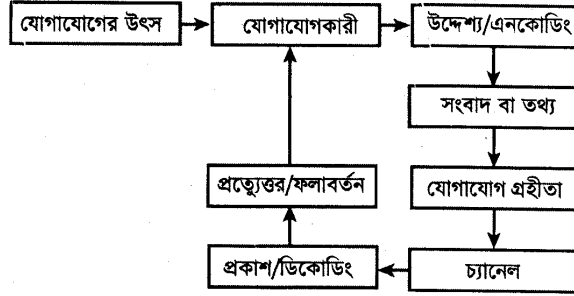 যোগাযোগের উৎস
যোগাযোগকারী
উদ্দেশ্য/এনকোডিং
সংবাদ বা তথ্য
প্রত্যুত্তর/ফলাবর্তন
যোগাযোগ গ্রহীতা
প্রকাশ/ডিকোডিং
চ্যানেল